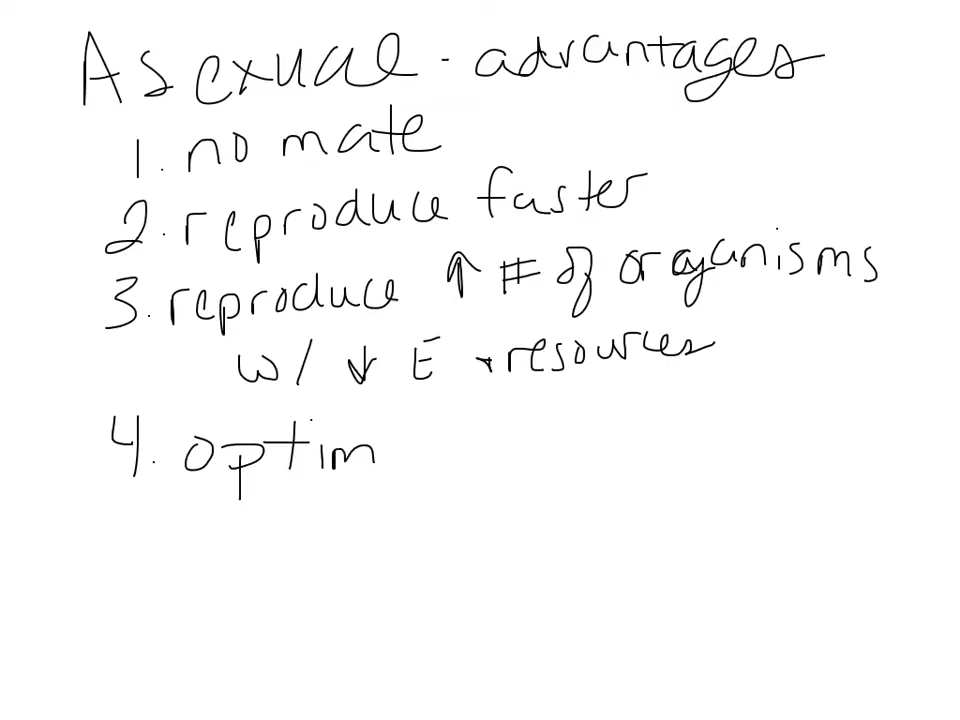 Asexual - advantages
1. no mate
2. reproduce faster
3. reproduce ↑ # of organisms
w/ ↓ E + resources
4. optim